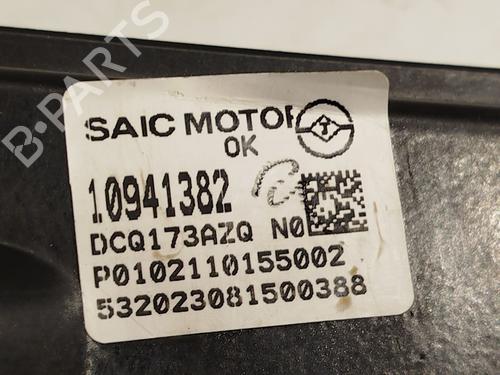 B-PARTS
SAIC MOTOR
OK
10941382
DCQ173AZQ N0
P0102110155002
532023081500388